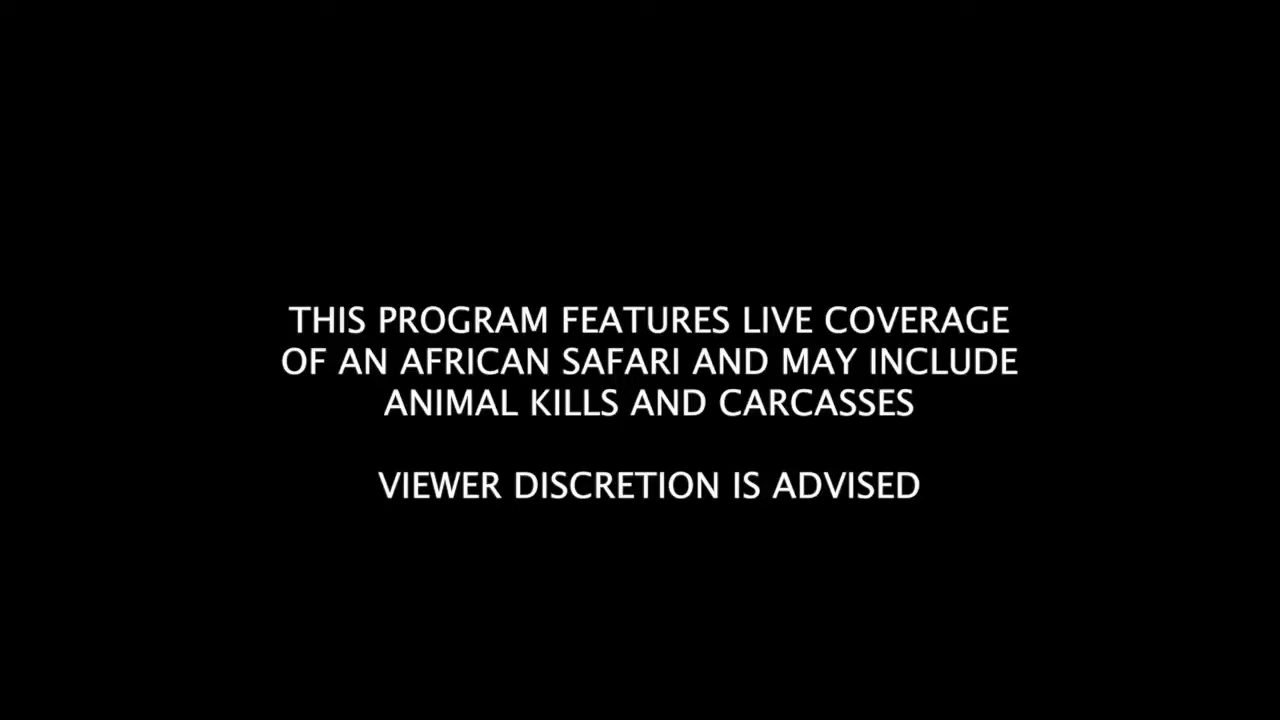 THIS PROGRAM FEATURES LIVE COVERAGE
OF AN AFRICAN SAFARI AND MAY INCLUDE
ANIMAL KILLS AND CARCASSES
VIEWER DISCRETION IS ADVISED